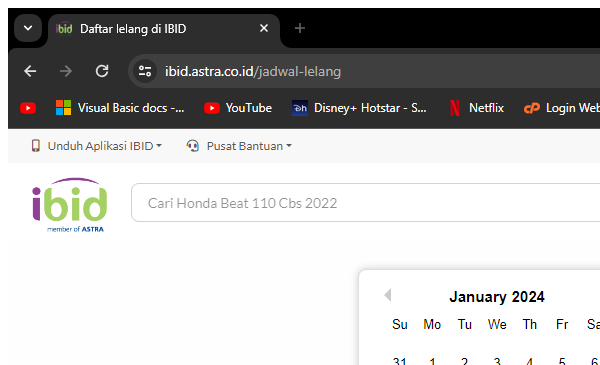 ibid Daftar lelang di IBID
ibid.astra.co.id/jadwal-lelang
Visual Basic docs -... YouTube Disney+ Hotstar - S... Netflix Login Web
Unduh Aplikasi IBID Pusat Bantuan
ibid
member of ASTRA
Cari Honda Beat 110 Cbs 2022
January 2024
Su Mo Tu We Th Fr Sa
31 1 2 3 4 5 6